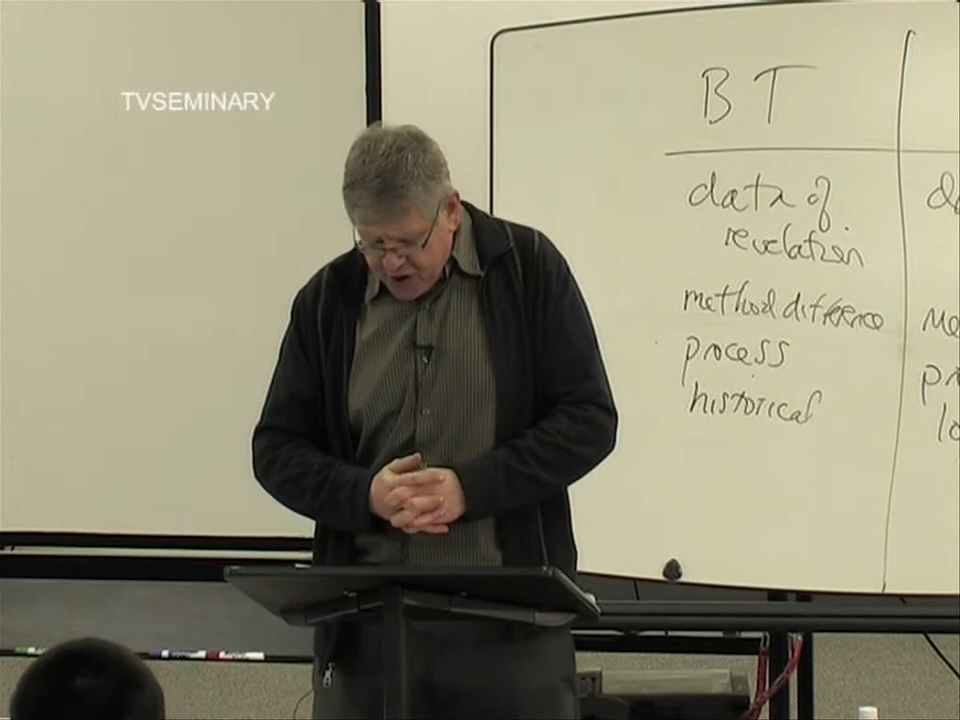 TVSEMINARY
BT
data of
revelation
method difference
process
historical